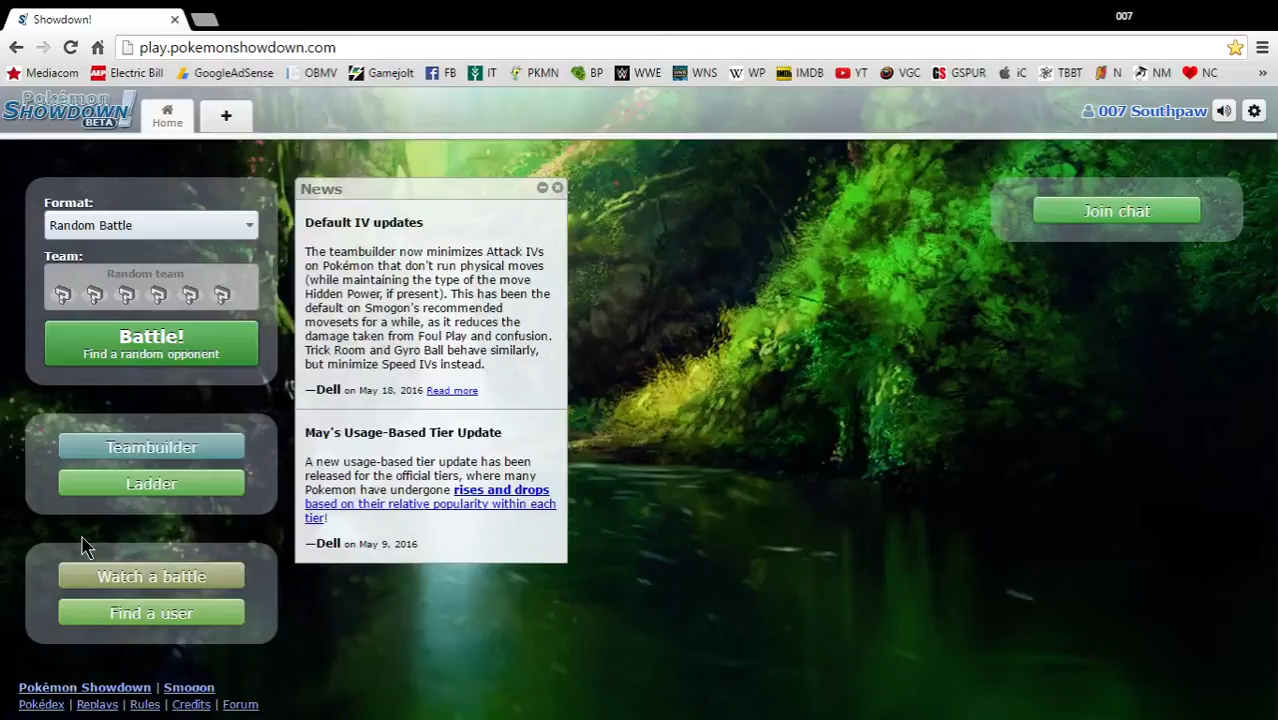 Showdown!
007
play.pokemonshowdown.com
Mediacom Electric Bill GoogleAdSense OBMV Gamejolt FB IT PKMN BP WWE WNS WP IMDB YT VGC GSPUR iC TBBT N NM NC »
Pokémon
Showdown!
BETA
Home
+
007 Southpaw
Format:
Random Battle
Team:
Random team
Battle!
Find a random opponent
Teambuilder
Ladder
Watch a battle
Find a user
Pokémon Showdown | Smogon
Pokédex | Replays | Rules | Credits | Forum
News
Default IV updates
The teambuilder now minimizes Attack IVs
on Pokémon that don't run physical moves
(while maintaining the type of the move
Hidden Power, if present). This has been the
default on Smogon's recommended
movesets for a while, as it reduces the
damage taken from Foul Play and confusion.
Trick Room and Gyro Ball behave similarly,
but minimize Speed IVs instead.
—Dell on May 18, 2016 Read more
May's Usage-Based Tier Update
A new usage-based tier update has been
released for the official tiers, where many
Pokemon have undergone rises and drops
based on their relative popularity within each
tier!
—Dell on May 9, 2016
Join chat